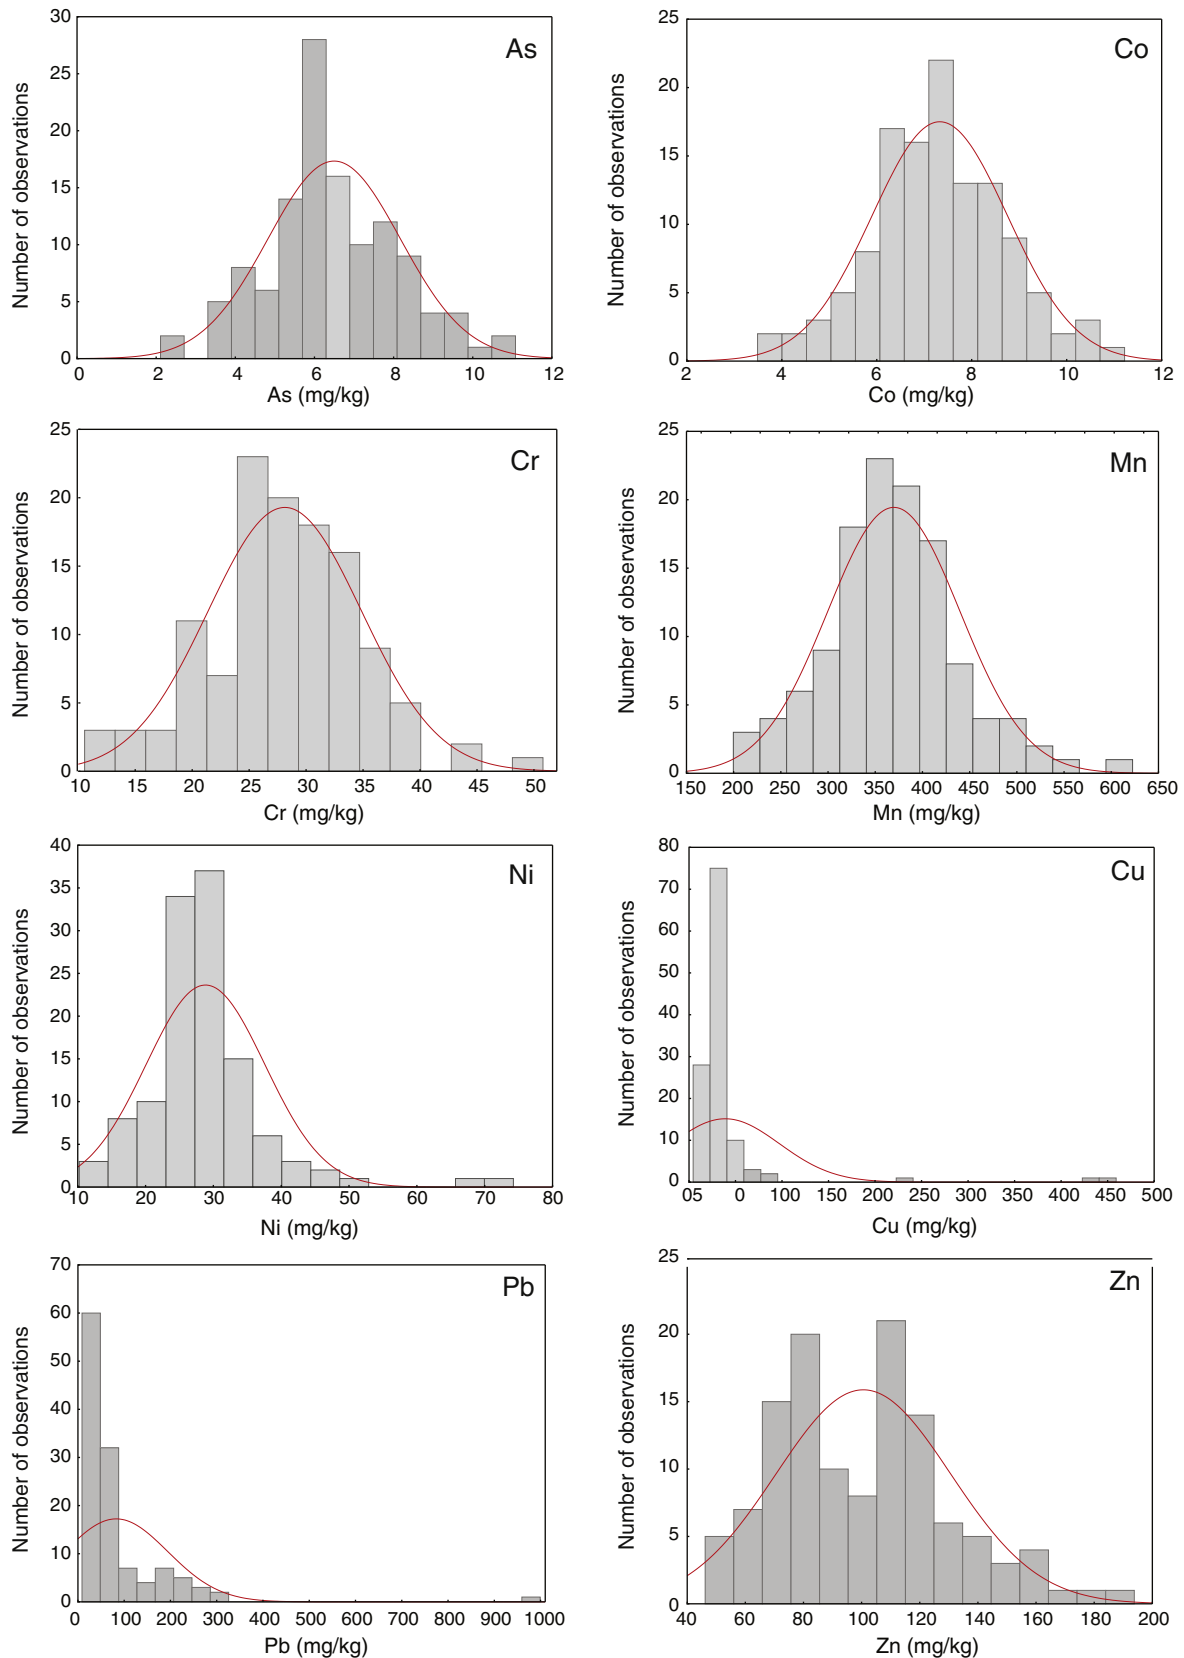 As
Number of observations
30
25
20
15
10
5
0
0 2 4 6 8 10 12
As (mg/kg)
Co
Number of observations
25
20
15
10
5
0
2 4 6 8 10 12
Co (mg/kg)
Cr
Number of observations
25
20
15
10
5
0
10 15 20 25 30 35 40 45 50
Cr (mg/kg)
Mn
Number of observations
25
20
15
10
5
0
150 200 250 300 350 400 450 500 550 600 650
Mn (mg/kg)
Ni
Number of observations
40
35
30
25
20
15
10
5
0
10 20 30 40 50 60 70 80
Ni (mg/kg)
Cu
Number of observations
80
70
60
50
40
30
20
10
0
05 0 100 150 200 250 300 350 400 450 500
Cu (mg/kg)
Pb
Number of observations
70
60
50
40
30
20
10
0
0 100 200 300 400 500 600 700 800 900 1000
Pb (mg/kg)
Zn
Number of observations
25
20
15
10
5
0
40 60 80 100 120 140 160 180 200
Zn (mg/kg)